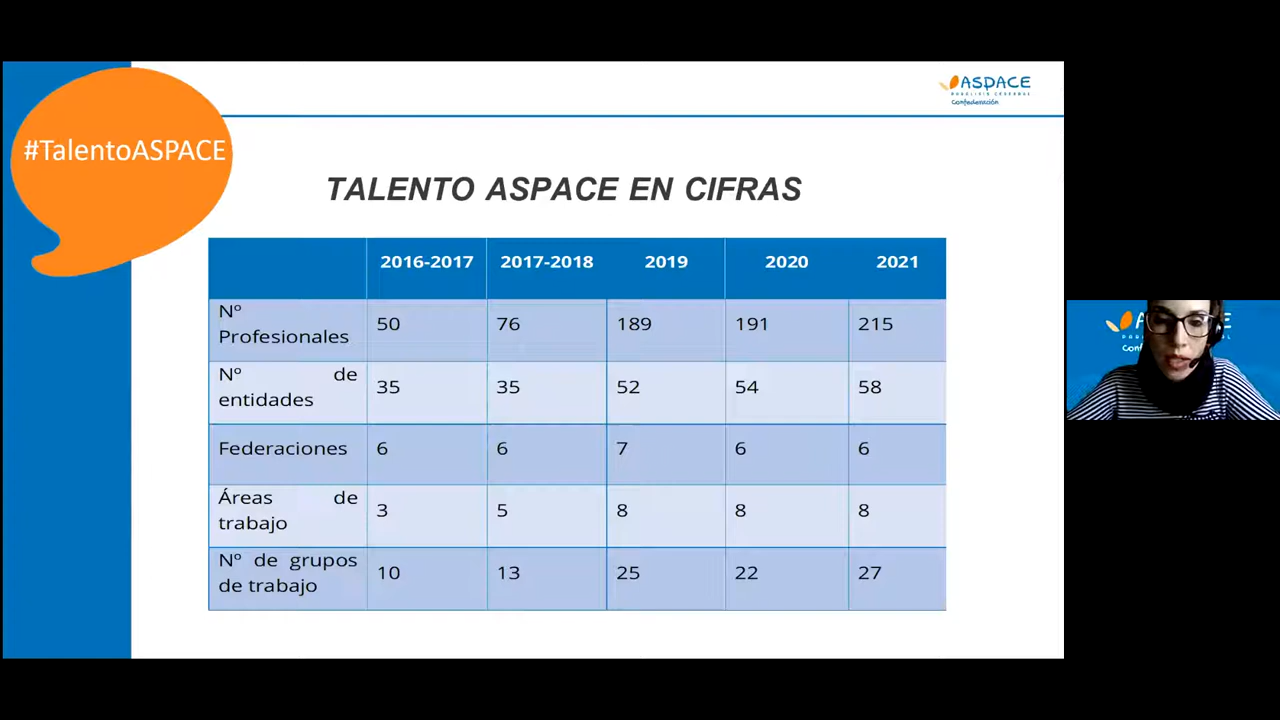 #TalentoASPACE
ASPACE
Confederación
TALENTO ASPACE EN CIFRAS
2016-2017 2017-2018 2019 2020 2021
Nº
Profesionales 50 76 189 191 215
Nº de
entidades 35 35 52 54 58
Federaciones 6 6 7 6 6
Áreas de
trabajo 3 5 8 8 8
Nº de grupos
de trabajo 10 13 25 22 27